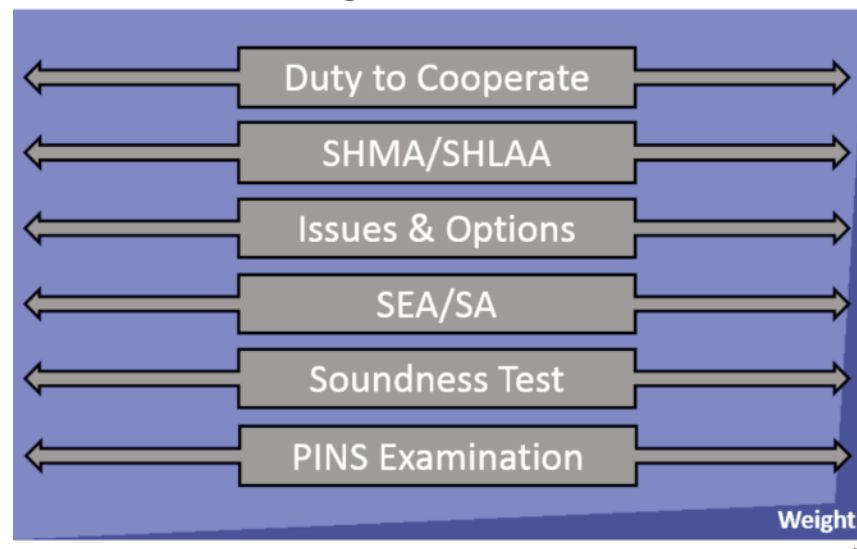 Duty to Cooperate
SHMA/SHLAA
Issues & Options
SEA/SA
Soundness Test
PINS Examination
Weight